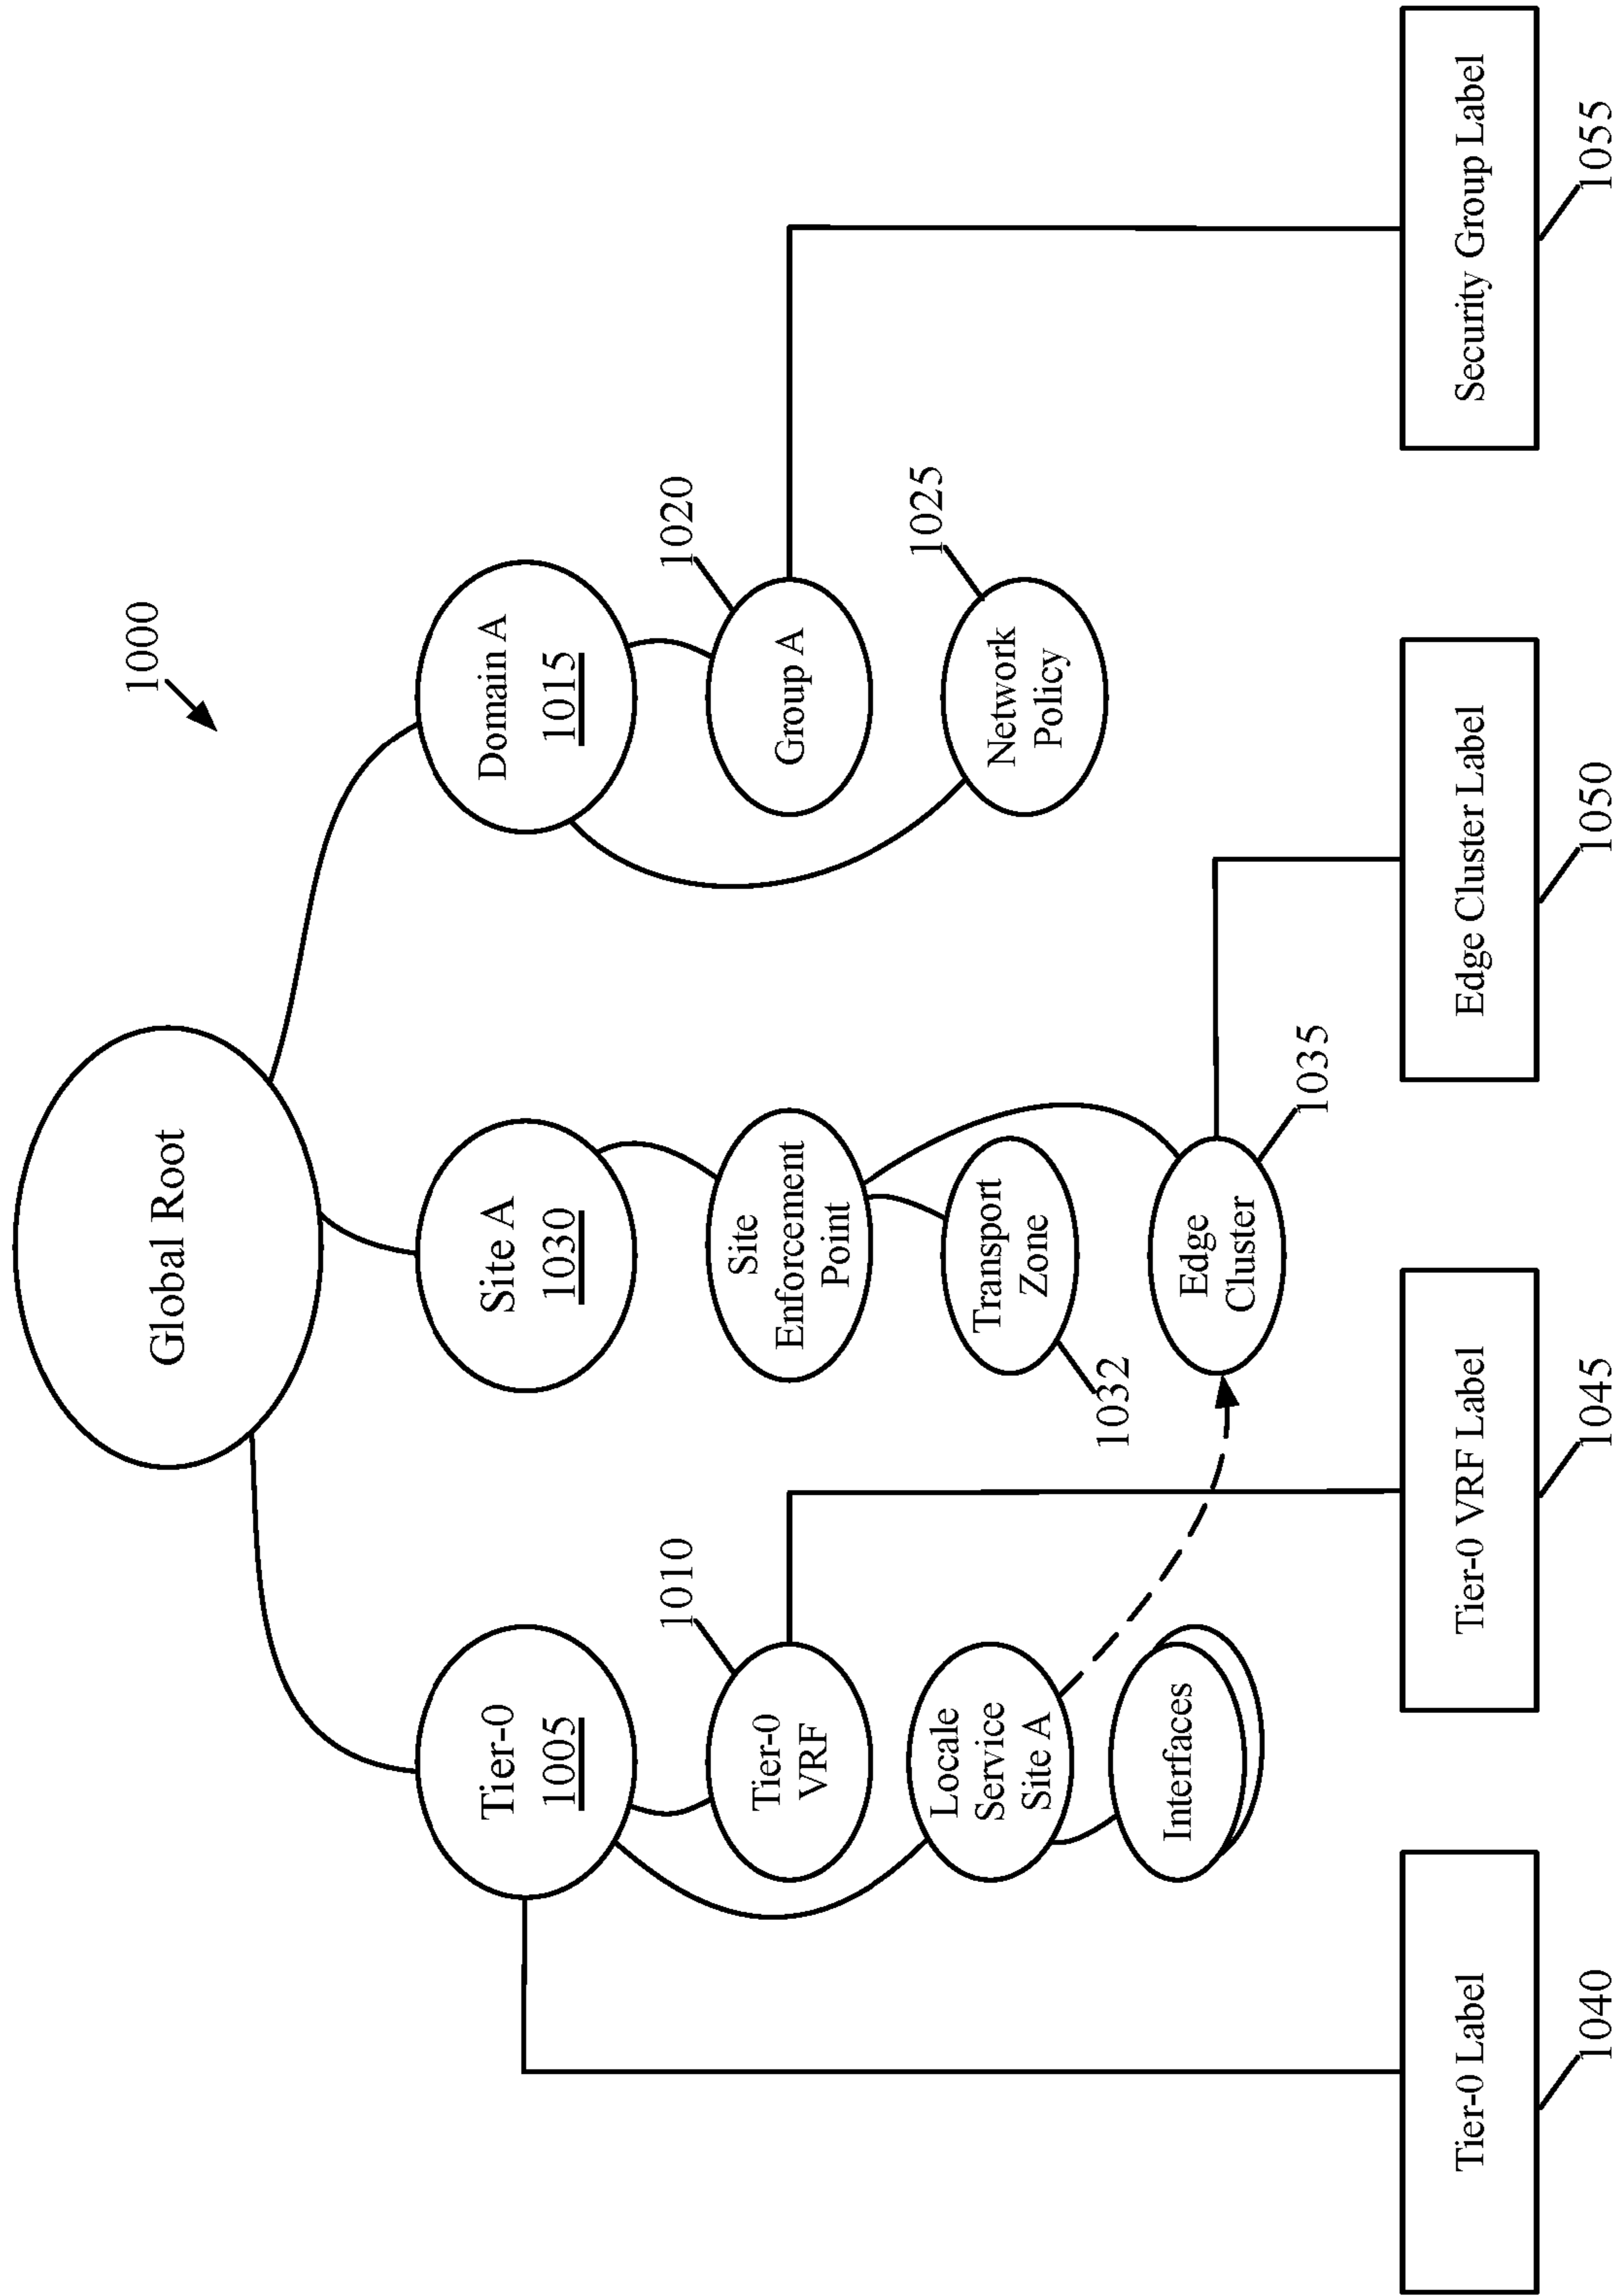 1000
Global Root
Tier-0
1005
Site A
1030
Domain A
1015
1010
Tier-0
VRF
Site
Enforcement
Point
1020
Group A
Locale
Service
Site A
1032
Transport
Zone
1025
Network
Policy
Interfaces
Edge
Cluster
1035
Tier-0 Label
Tier-0 VRF Label
Edge Cluster Label
Security Group Label
1040
1045
1050
1055